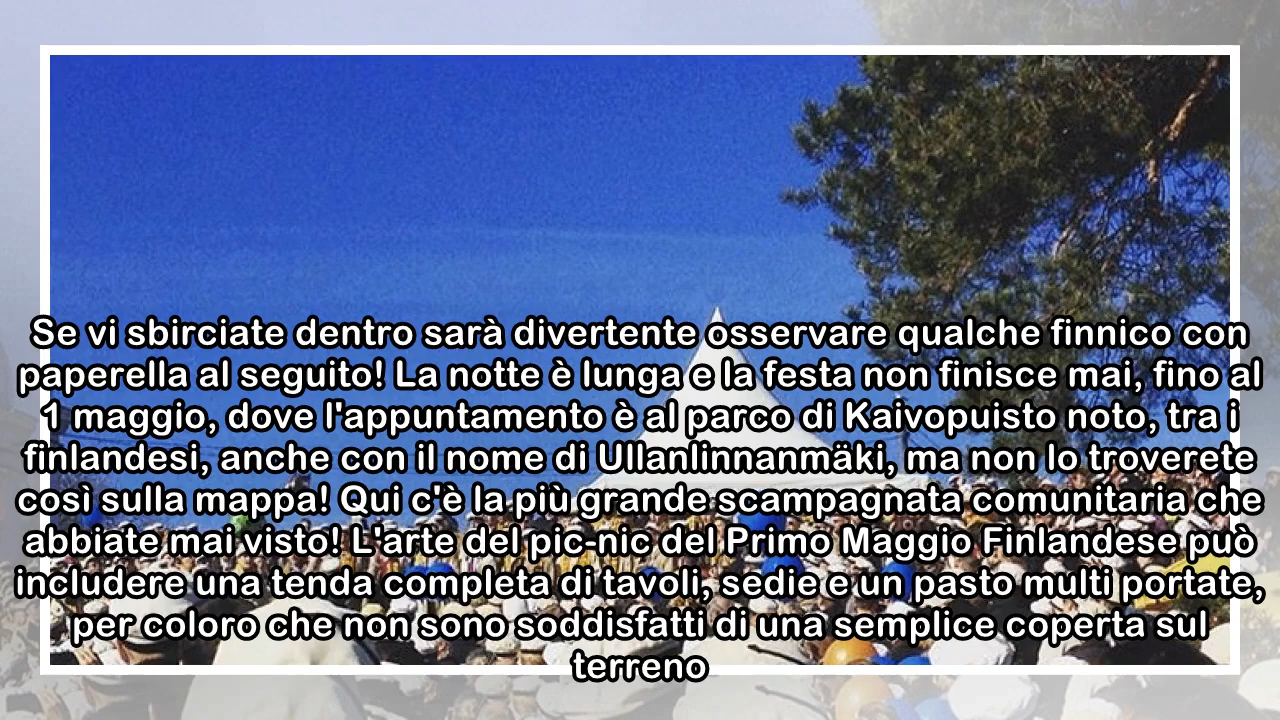 Se vi sbirciate dentro sarà divertente osservare qualche finnico con
paperella al seguito! La notte è lunga e la festa non finisce mai, fino al
1 maggio, dove l'appuntamento è al parco di Kaivopuisto noto, tra i
finlandesi, anche con il nome di Ullanlinnanmäki, ma non lo troverete
così sulla mappa! Qui c'è la più grande scampagnata comunitaria che
abbiate mai visto! L'arte del pic-nic del Primo Maggio Finlandese può
includere una tenda completa di tavoli, sedie e un pasto multi portate,
per coloro che non sono soddisfatti di una semplice coperta sul
terreno